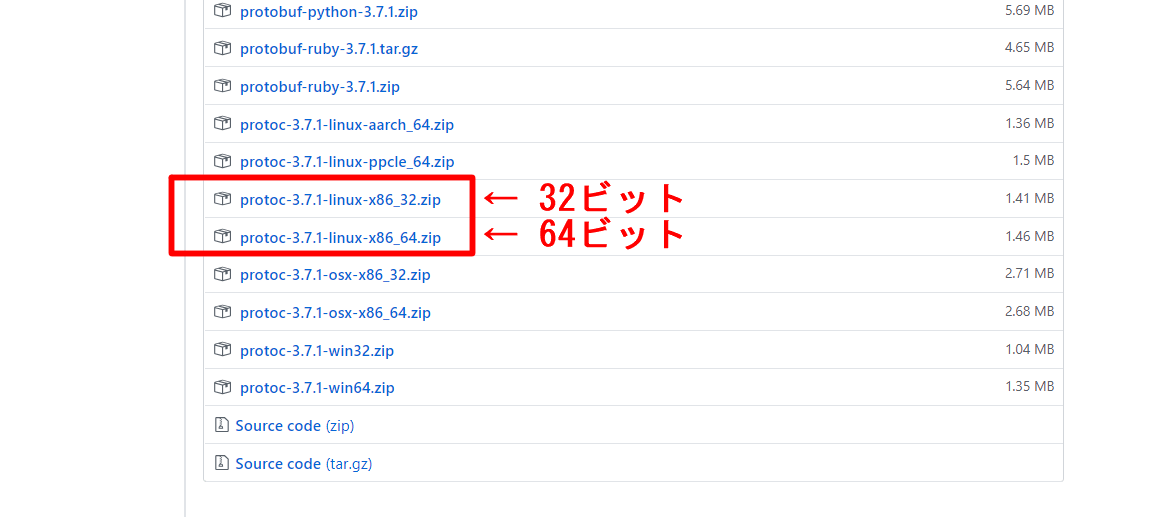 protobuf-python-3.7.1.zip 5.69 MB
protobuf-ruby-3.7.1.tar.gz 4.65 MB
protobuf-ruby-3.7.1.zip 5.64 MB
protoc-3.7.1-linux-aarch_64.zip 1.36 MB
protoc-3.7.1-linux-ppcle_64.zip 1.5 MB
protoc-3.7.1-linux-x86_32.zip ← 32ビット 1.41 MB
protoc-3.7.1-linux-x86_64.zip ← 64ビット 1.46 MB
protoc-3.7.1-osx-x86_32.zip 2.71 MB
protoc-3.7.1-osx-x86_64.zip 2.68 MB
protoc-3.7.1-win32.zip 1.04 MB
protoc-3.7.1-win64.zip 1.35 MB
Source code (zip)
Source code (tar.gz)